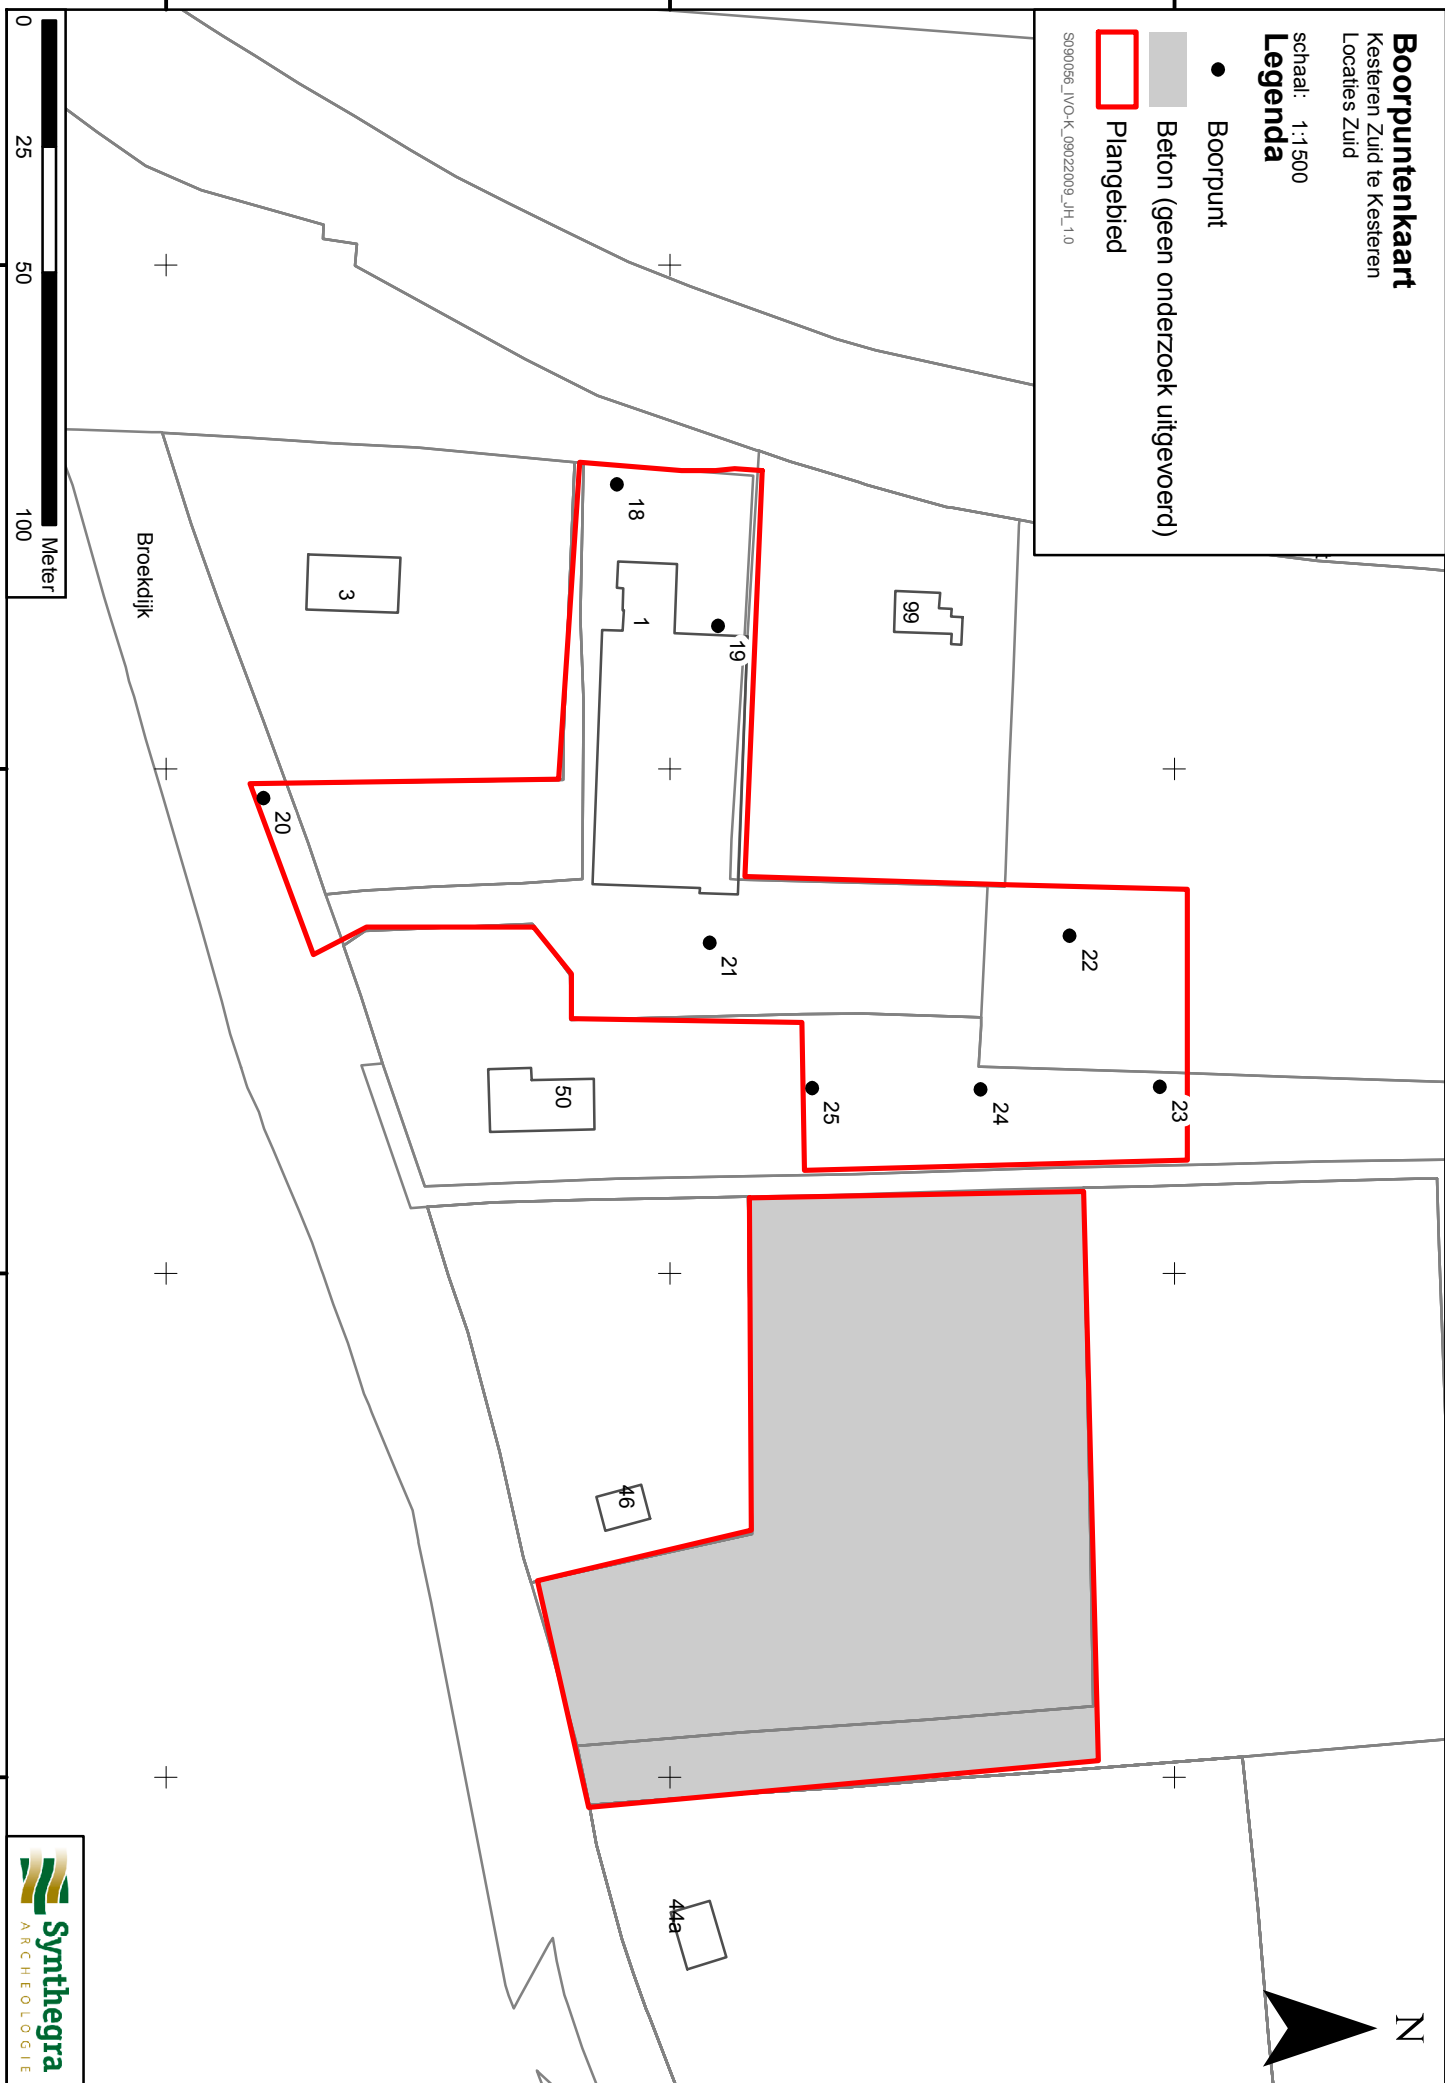 Boorpuntenkaart
Kesteren Zuid te Kesteren
Locaties Zuid
schaal: 1:1500
Legenda
Boorpunt
Beton (geen onderzoek uitgevoerd)
Plangebied
S090056_IVO-K_09022009_JH_1.0
N
99
22
23
24
25
19
21
18
1
50
3
20
46
44a
Broekdijk
0 25 50 100
Meter
Synthegra
ARCHEOLOGIE